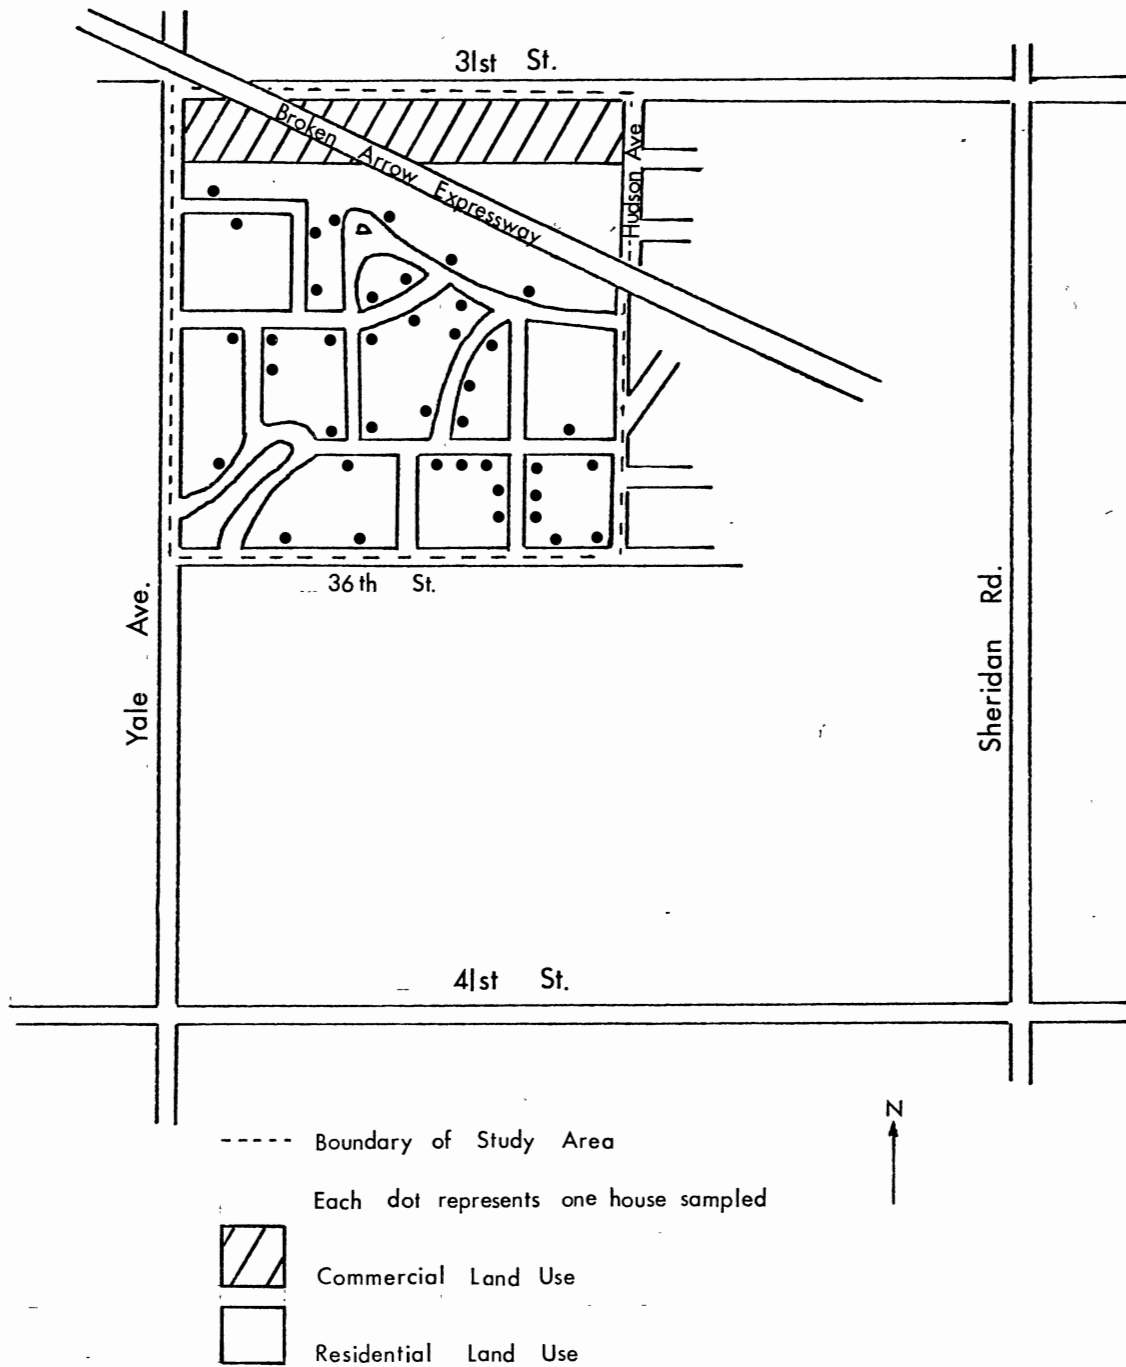 31st St.
Broken Arrow Expressway
Hudson Ave
36th St.
Yale Ave.
Sheridan Rd.
41st St.
N
Boundary of Study Area
Each dot represents one house sampled
Commercial Land Use
Residential Land Use